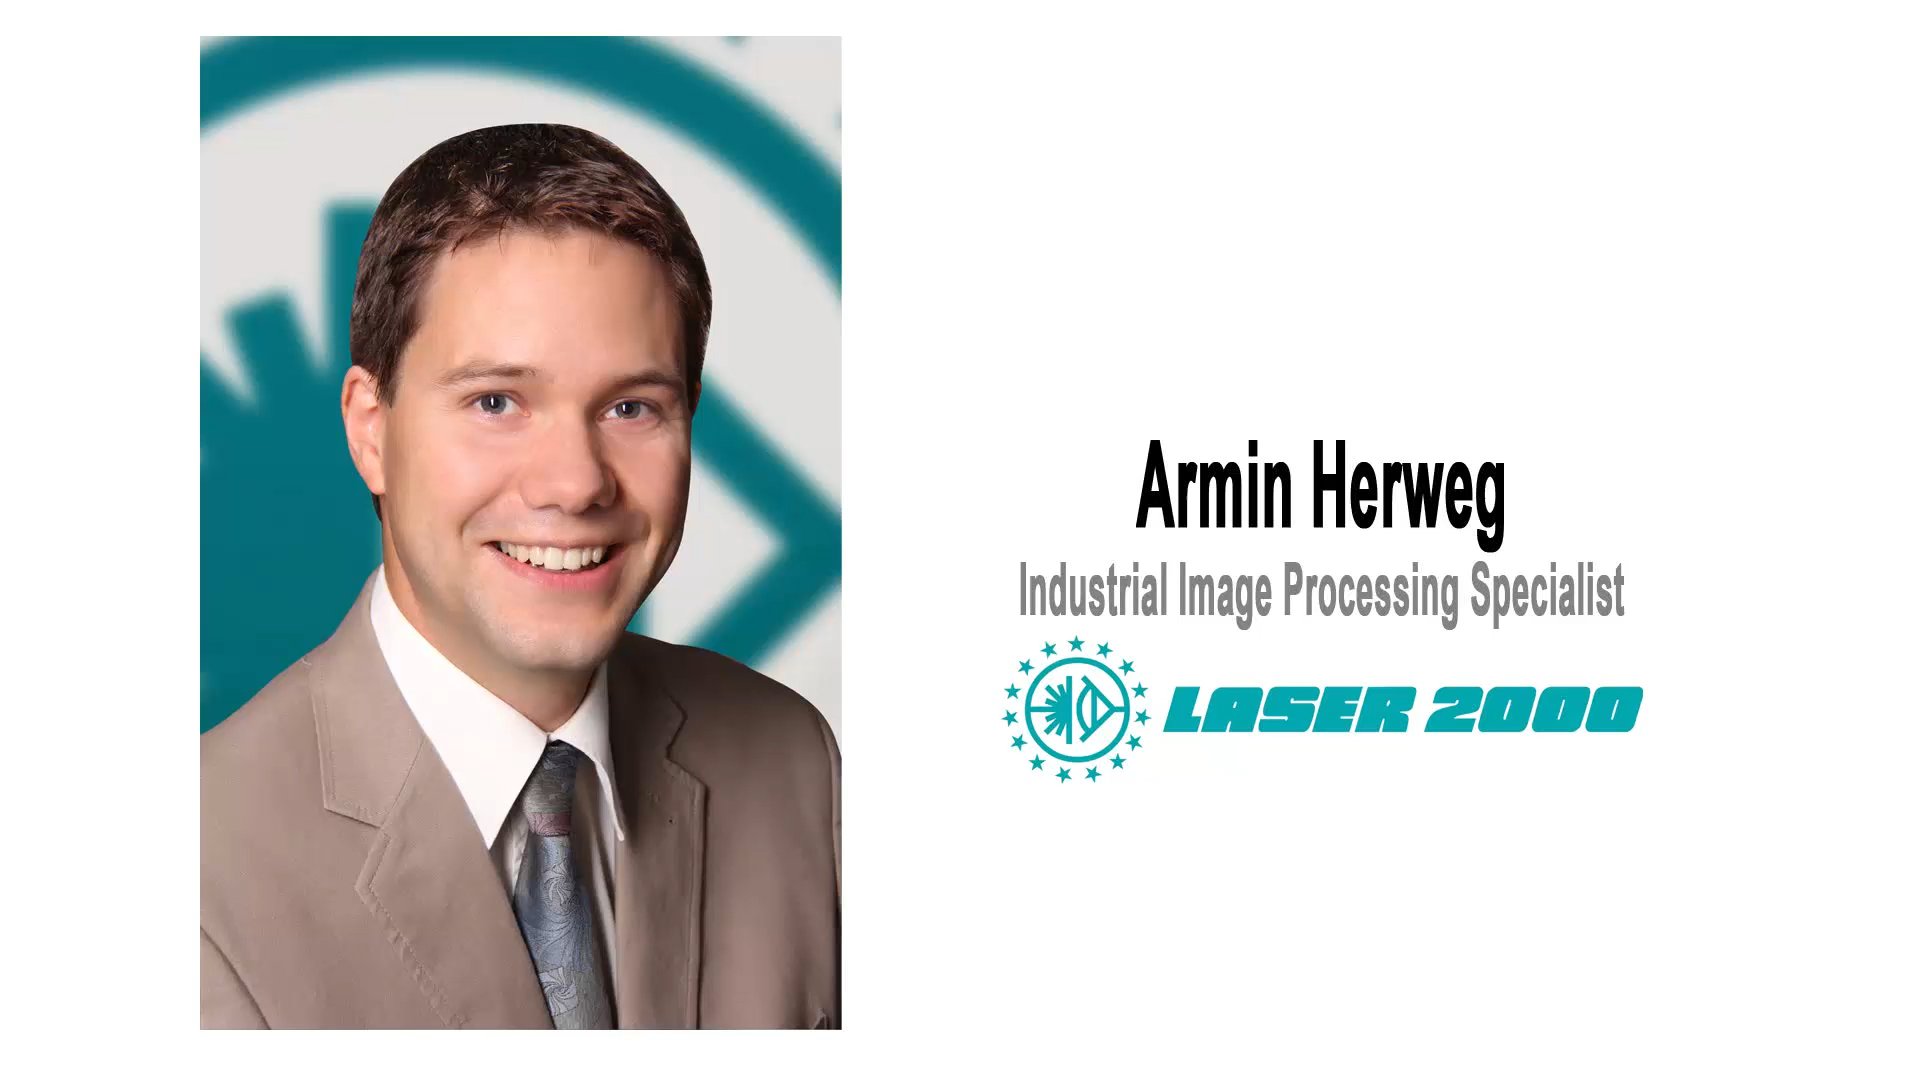 Armin Herweg
Industrial Image Processing Specialist
LASER 2000